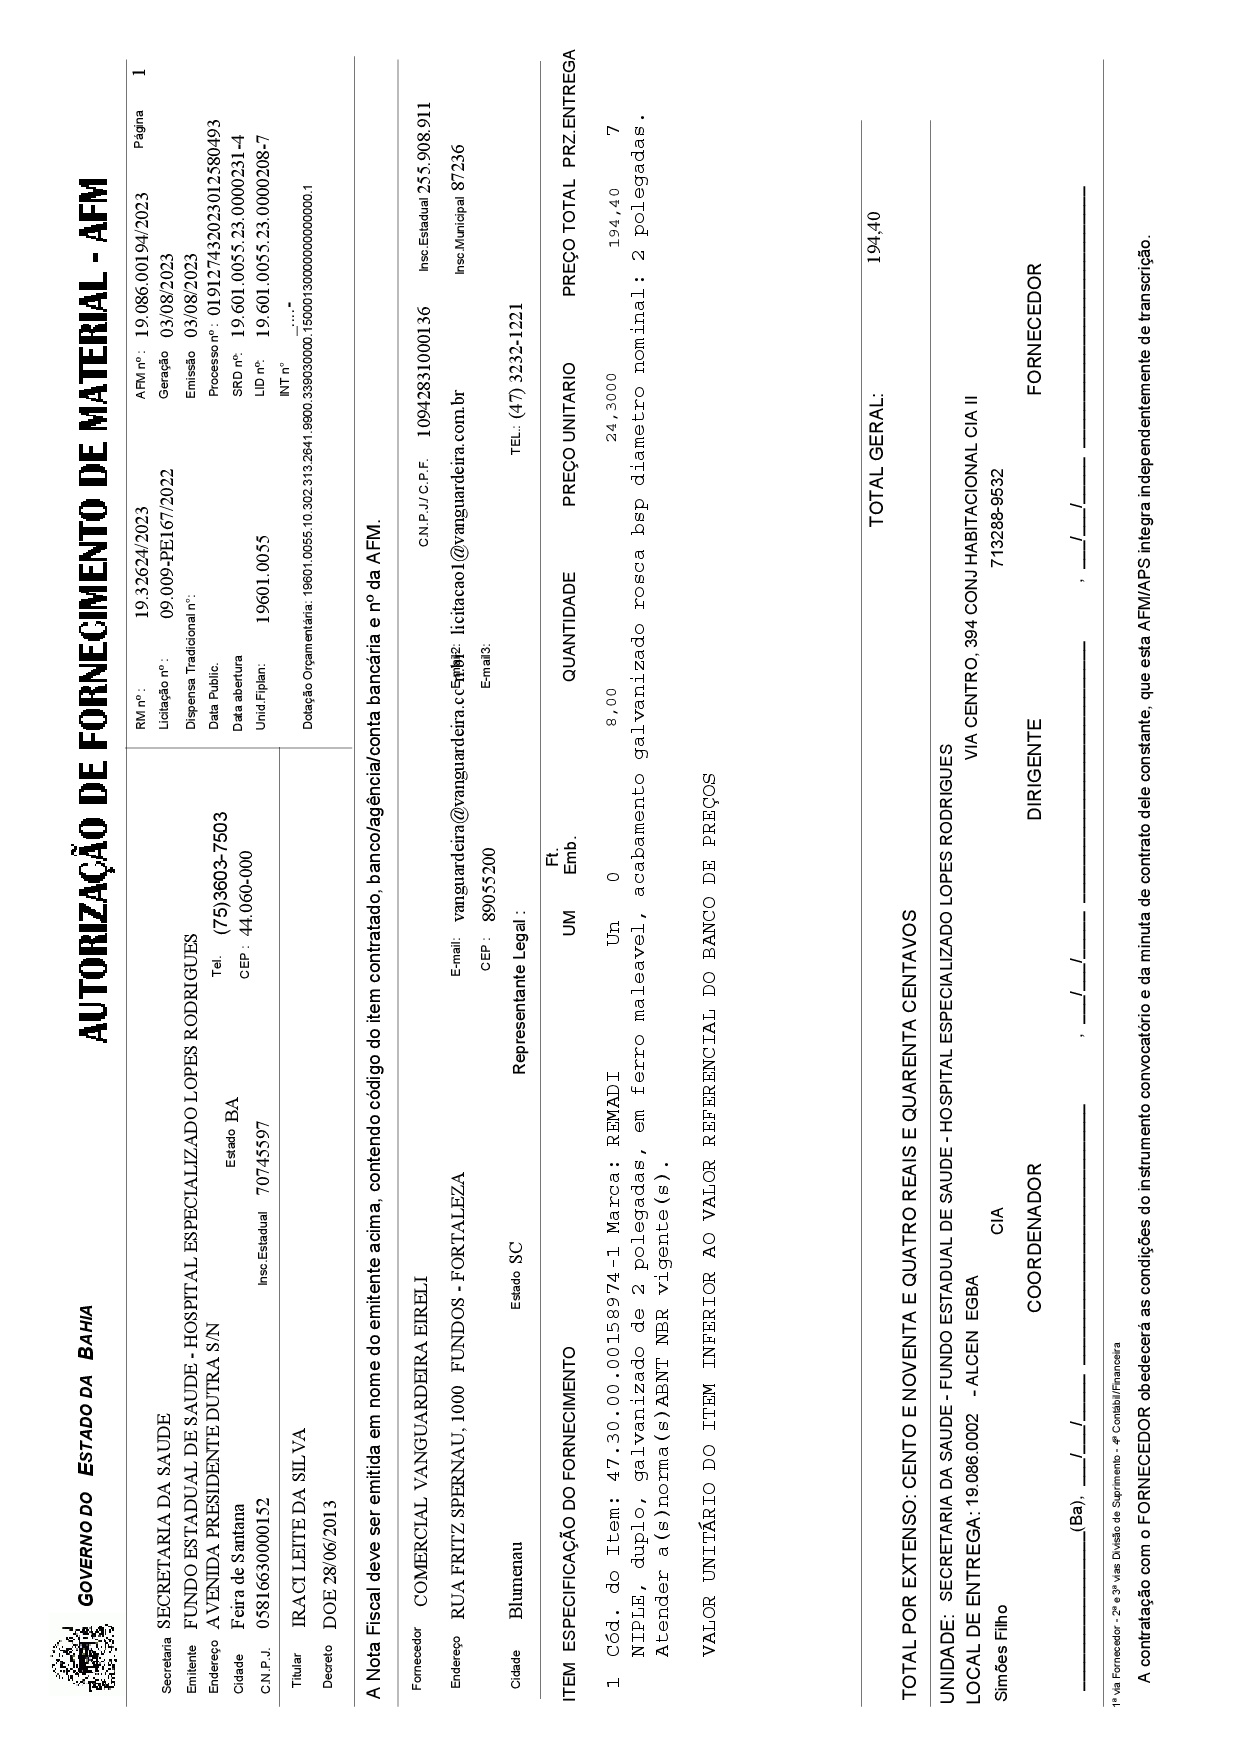 GOVERNO DO ESTADO DA BAHIA
AUTORIZAÇÃO DE FORNECIMENTO DE MATERIAL - AFM
RM nº : 19.32624/2023 AFM nº : 19.086.00194/2023 Página 1
Secretaria SECRETARIA DA SAUDE Licitação nº : 09.009-PE167/2022 Geração 03/08/2023
Emitente FUNDO ESTADUAL DE SAUDE - HOSPITAL ESPECIALIZADO LOPES RODRIGUES Dispensa Tradicional n°: Emissão 03/08/2023
Endereço AVENIDA PRESIDENTE DUTRA S/N Tel. (75)3603-7503 Data Public. Processo nº : 019127432023012580493
Cidade Feira de Santana Estado BA CEP : 44.060-000 Data abertura SRD nº: 19.601.0055.23.0000231-4
C.N.P.J. 05816630000152 Insc.Estadual 70745597 Unid.Fiplan: 19601.0055 LID nº: 19.601.0055.23.0000208-7
INT n° _....-
Titular IRACI LEITE DA SILVA Dotação Orçamentária: 19601.0055.10.302.313.2641.9900.339030000.15000130000000000000.1
Decreto DOE 28/06/2013
A Nota Fiscal deve ser emitida em nome do emitente acima, contendo código do item contratado, banco/agência/conta bancária e nº da AFM.
Fornecedor COMERCIAL VANGUARDEIRA EIRELI C.N.P.J./ C.P.F. 10942831000136 Insc.Estadual 255.908.911
Endereço RUA FRITZ SPERNAU, 1000 FUNDOS - FORTALEZA E-mail: vanguardeira@vanguardeira.com.br E-mail2: licitacao1@vanguardeira.com.br Insc.Municipal 87236
CEP : 89055200 E-mail3:
Cidade Blumenau Estado SC Representante Legal : TEL.: (47) 3232-1221
ITEM ESPECIFICAÇÃO DO FORNECIMENTO UM Ft. Emb. QUANTIDADE PREÇO UNITARIO PREÇO TOTAL PRZ.ENTREGA
1 Cód. do Item: 47.30.00.00158974-1 Marca: REMADI Un 0 8,00 24,3000 194,40 7
NIPLE, duplo, galvanizado de 2 polegadas, em ferro maleavel, acabamento galvanizado rosca bsp diametro nominal: 2 polegadas.
Atender a(s)norma(s)ABNT NBR vigente(s).
VALOR UNITÁRIO DO ITEM INFERIOR AO VALOR REFERENCIAL DO BANCO DE PREÇOS
TOTAL GERAL: 194,40
TOTAL POR EXTENSO: CENTO E NOVENTA E QUATRO REAIS E QUARENTA CENTAVOS
UNIDADE: SECRETARIA DA SAUDE - FUNDO ESTADUAL DE SAUDE - HOSPITAL ESPECIALIZADO LOPES RODRIGUES
LOCAL DE ENTREGA: 19.086.0002 - ALCEN EGBA VIA CENTRO, 394 CONJ HABITACIONAL CIA II
Simões Filho CIA 713288-9532
COORDENADOR DIRIGENTE FORNECEDOR
_________________(Ba), ___/___/_____ ____________________________ , ___/___/_____ ____________________________ , ___/___/_____ ____________________________
1ª via Fornecedor - 2ª e 3ª vias Divisão de Suprimento - 4ª Contábil/Financeira
A contratação com o FORNECEDOR obedecerá as condições do instrumento convocatório e da minuta de contrato dele constante, que esta AFM/APS integra independentemente de transcrição.